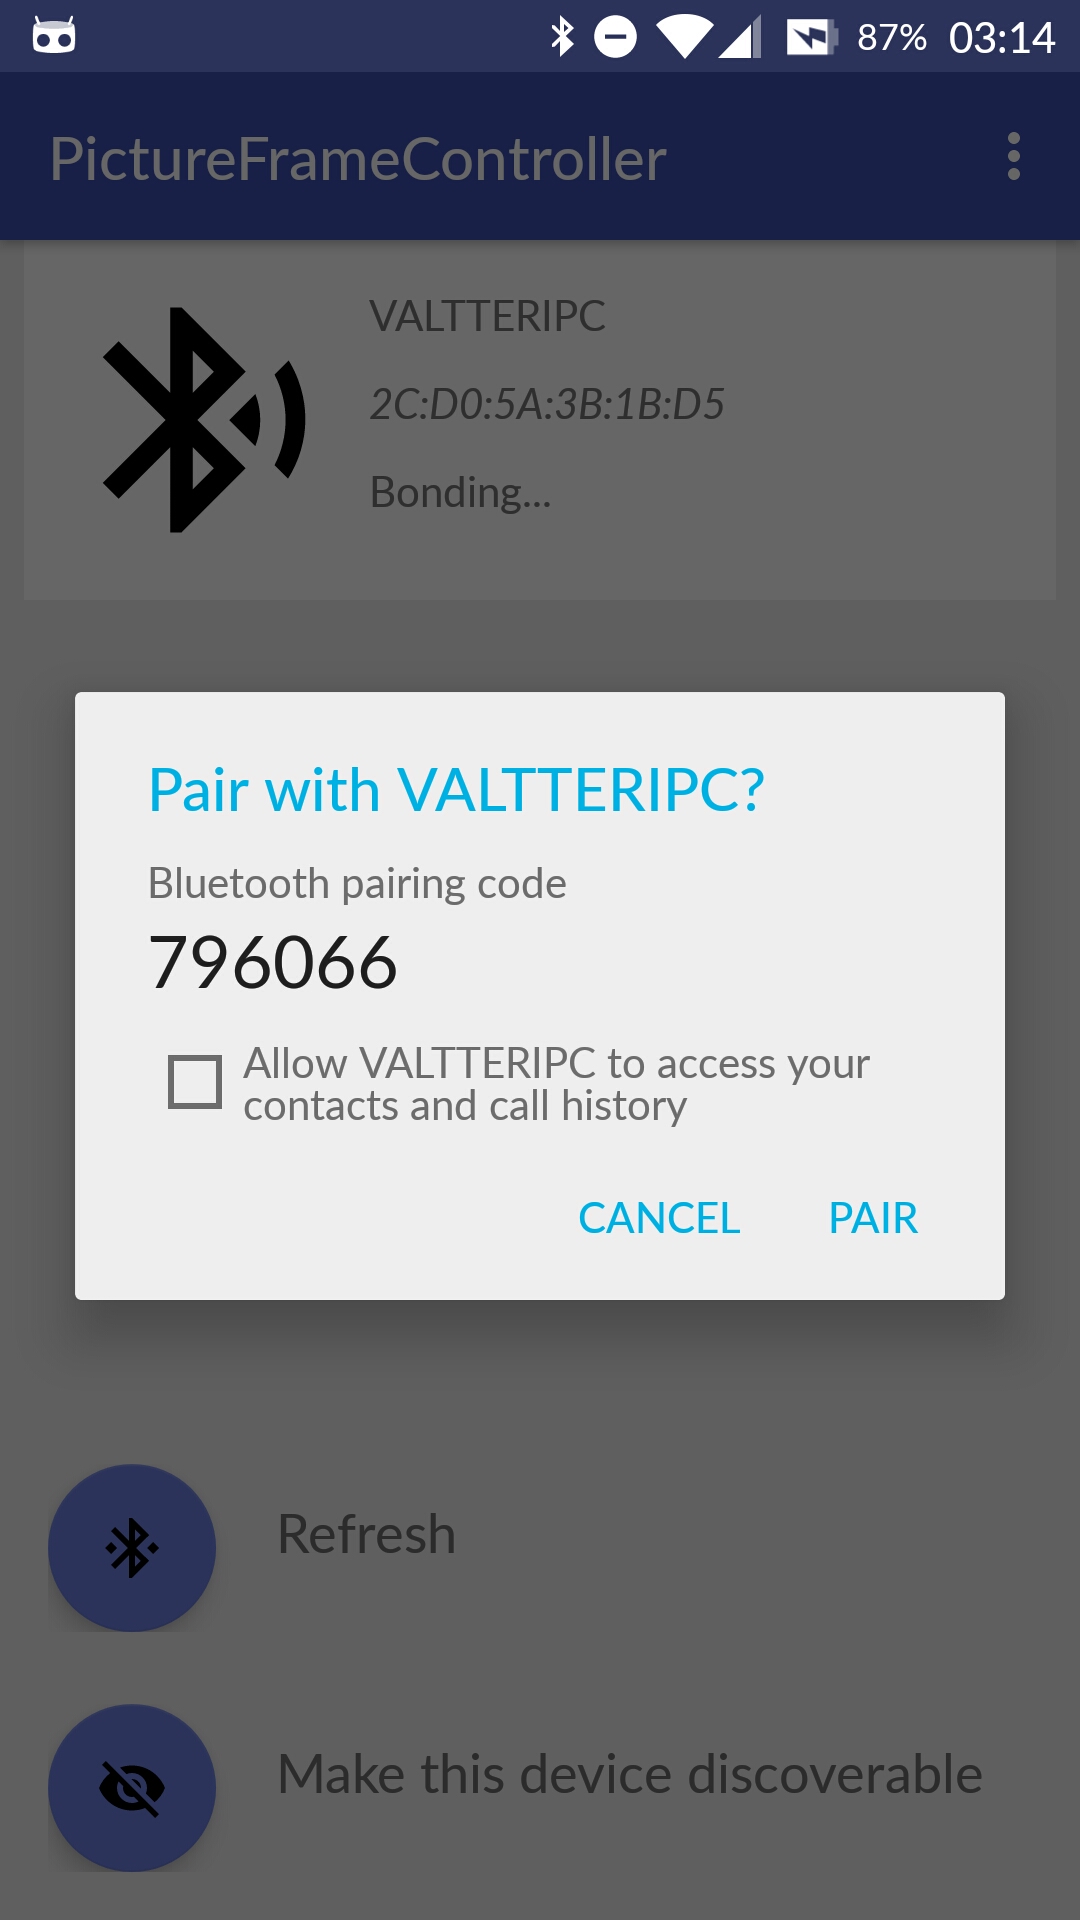 87% 03:14
PictureFrameController
VALTTERIPC
2C:D0:5A:3B:1B:D5
Bonding...
Pair with VALTTERIPC?
Bluetooth pairing code
796066
Allow VALTTERIPC to access your
contacts and call history
CANCEL PAIR
Refresh
Make this device discoverable